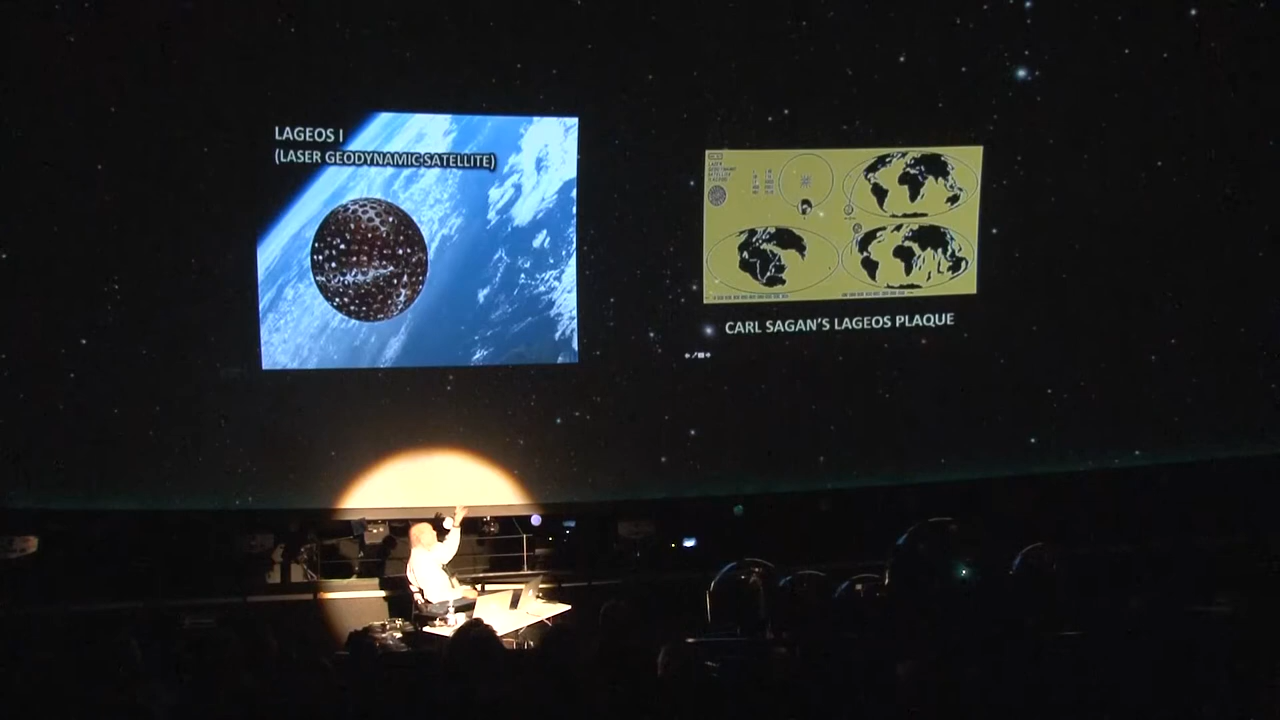 LAGEOS I
(LASER GEODYNAMIC SATELLITE)
CARL SAGAN'S LAGEOS PLAQUE